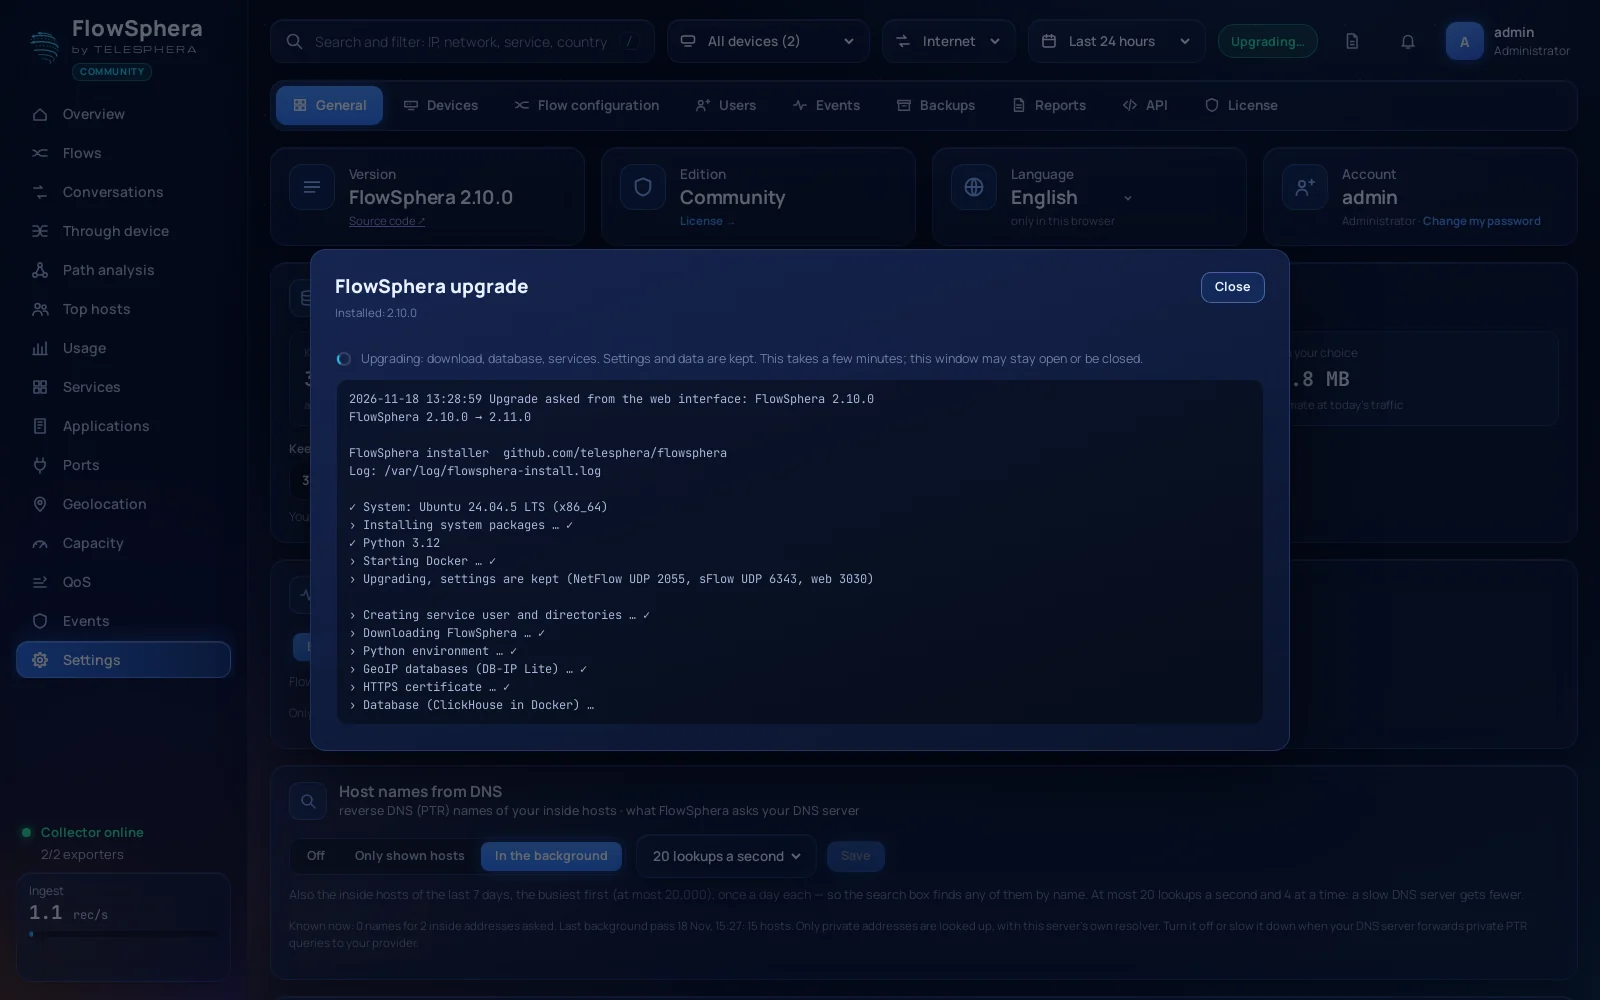 FlowSphera
by TELESPHERA
COMMUNITY
Search and filter: IP, network, service, country /
All devices (2)
Internet
Last 24 hours
Upgrading…
A
admin
Administrator
Overview
Flows
Conversations
Through device
Path analysis
Top hosts
Usage
Services
Applications
Ports
Geolocation
Capacity
QoS
Events
Settings
Collector online
2/2 exporters
Ingest
1.1 rec/s
General
Devices
Flow configuration
Users
Events
Backups
Reports
API
License
Version
FlowSphera 2.10.0
Source code ↗
Edition
Community
License →
Language
English
only in this browser
Account
admin
Administrator · Change my password
FlowSphera upgrade
Close
Installed: 2.10.0
Upgrading: download, database, services. Settings and data are kept. This takes a few minutes; this window may stay open or be closed.
2026-11-18 13:28:59 Upgrade asked from the web interface: FlowSphera 2.10.0
FlowSphera 2.10.0 → 2.11.0
FlowSphera installer github.com/telesphera/flowsphera
Log: /var/log/flowsphera-install.log
✓ System: Ubuntu 24.04.5 LTS (x86_64)
› Installing system packages … ✓
✓ Python 3.12
› Starting Docker … ✓
› Upgrading, settings are kept (NetFlow UDP 2055, sFlow UDP 6343, web 3030)
› Creating service user and directories … ✓
› Downloading FlowSphera … ✓
› Python environment … ✓
› GeoIP databases (DB-IP Lite) … ✓
› HTTPS certificate … ✓
› Database (ClickHouse in Docker) …
your choice
.8 MB
at today's traffic
Host names from DNS
reverse DNS (PTR) names of your inside hosts · what FlowSphera asks your DNS server
Off
Only shown hosts
In the background
20 lookups a second
Save
Also the inside hosts of the last 7 days, the busiest first (at most 20,000), once a day each — so the search box finds any of them by name. At most 20 lookups a second and 4 at a time: a slow DNS server gets fewer.
Known now: 0 names for 2 inside addresses asked. Last background pass 18 Nov, 15:27: 15 hosts. Only private addresses are looked up, with this server's own resolver. Turn it off or slow it down when your DNS server forwards private PTR
queries to your provider.